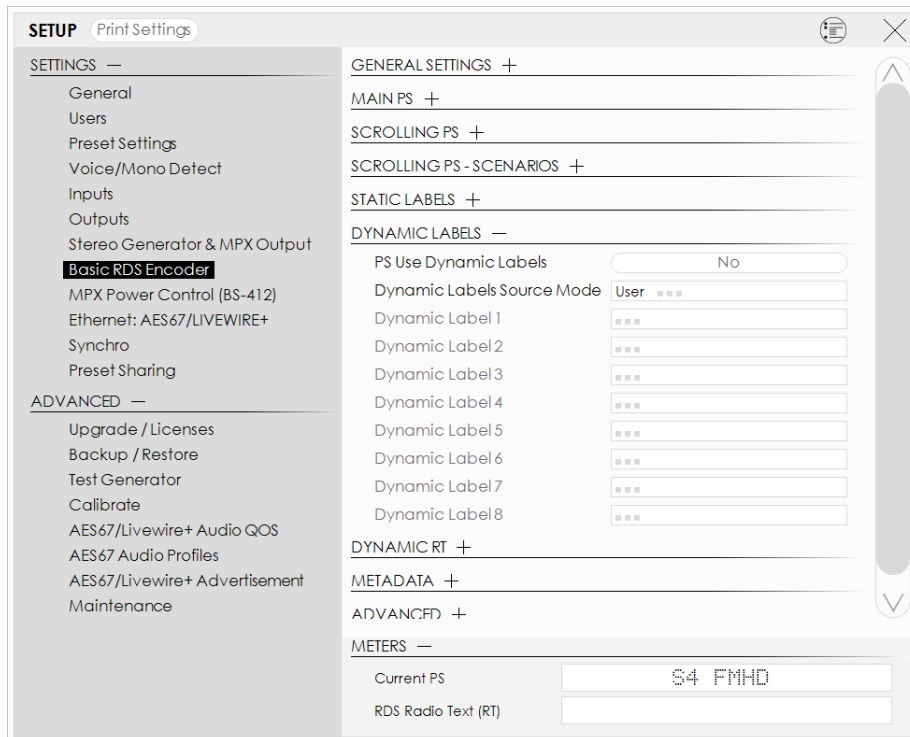 SETUP Print Settings
SETTINGS
General
Users
Preset Settings
Voice/Mono Detect
Inputs
Outputs
Stereo Generator & MPX Output
Basic RDS Encoder
MPX Power Control (BS-412)
Ethernet: AES67/LIVEWIRE+
Synchro
Preset Sharing
ADVANCED
Upgrade / Licenses
Backup / Restore
Test Generator
Calibrate
AES67/Livewire+ Audio QOS
AES67 Audio Profiles
AES67/Livewire+ Advertisement
Maintenance
GENERAL SETTINGS
MAIN PS
SCROLLING PS
SCROLLING PS - SCENARIOS
STATIC LABELS
DYNAMIC LABELS
PS Use Dynamic Labels No
Dynamic Labels Source Mode User
Dynamic Label 1
Dynamic Label 2
Dynamic Label 3
Dynamic Label 4
Dynamic Label 5
Dynamic Label 6
Dynamic Label 7
Dynamic Label 8
DYNAMIC RT
METADATA
ADVANCED
METERS
Current PS S4 FMHD
RDS Radio Text (RT)